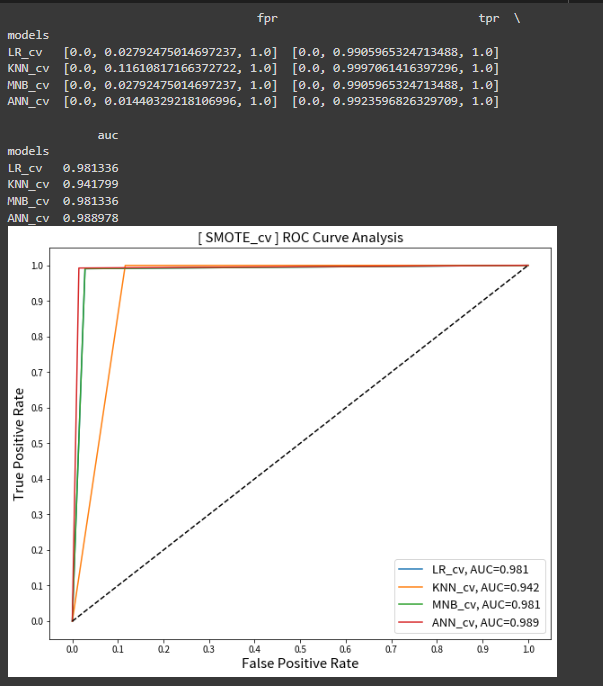 fpr tpr \
models
LR_cv [0.0, 0.02792475014697237, 1.0] [0.0, 0.9905965324713488, 1.0]
KNN_cv [0.0, 0.11610817166372722, 1.0] [0.0, 0.9997061416397296, 1.0]
MNB_cv [0.0, 0.02792475014697237, 1.0] [0.0, 0.9905965324713488, 1.0]
ANN_cv [0.0, 0.01440329218106996, 1.0] [0.0, 0.9923596826329709, 1.0]
auc
models
LR_cv 0.981336
KNN_cv 0.941799
MNB_cv 0.981336
ANN_cv 0.988978
[ SMOTE_cv ] ROC Curve Analysis
True Positive Rate
1.0
0.9
0.8
0.7
0.6
0.5
0.4
0.3
0.2
0.1
0.0
LR_cv, AUC=0.981
KNN_cv, AUC=0.942
MNB_cv, AUC=0.981
ANN_cv, AUC=0.989
0.0 0.1 0.2 0.3 0.4 0.5 0.6 0.7 0.8 0.9 1.0
False Positive Rate